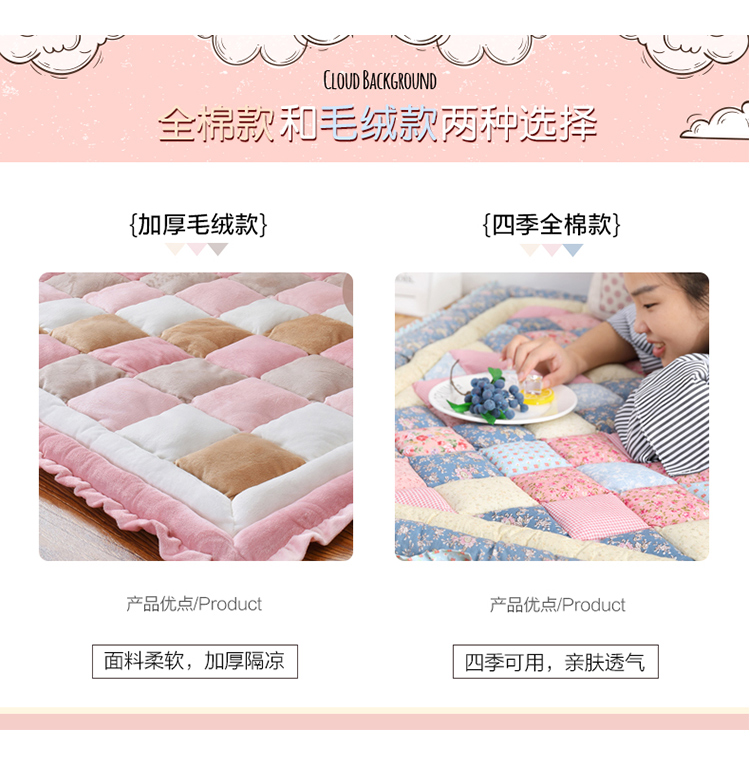 CLOUD BACKGROUND
全棉款和毛绒款两种选择
{加厚毛绒款}
{四季全棉款}
产品优点/Product
产品优点/Product
面料柔软，加厚隔凉
四季可用，亲肤透气